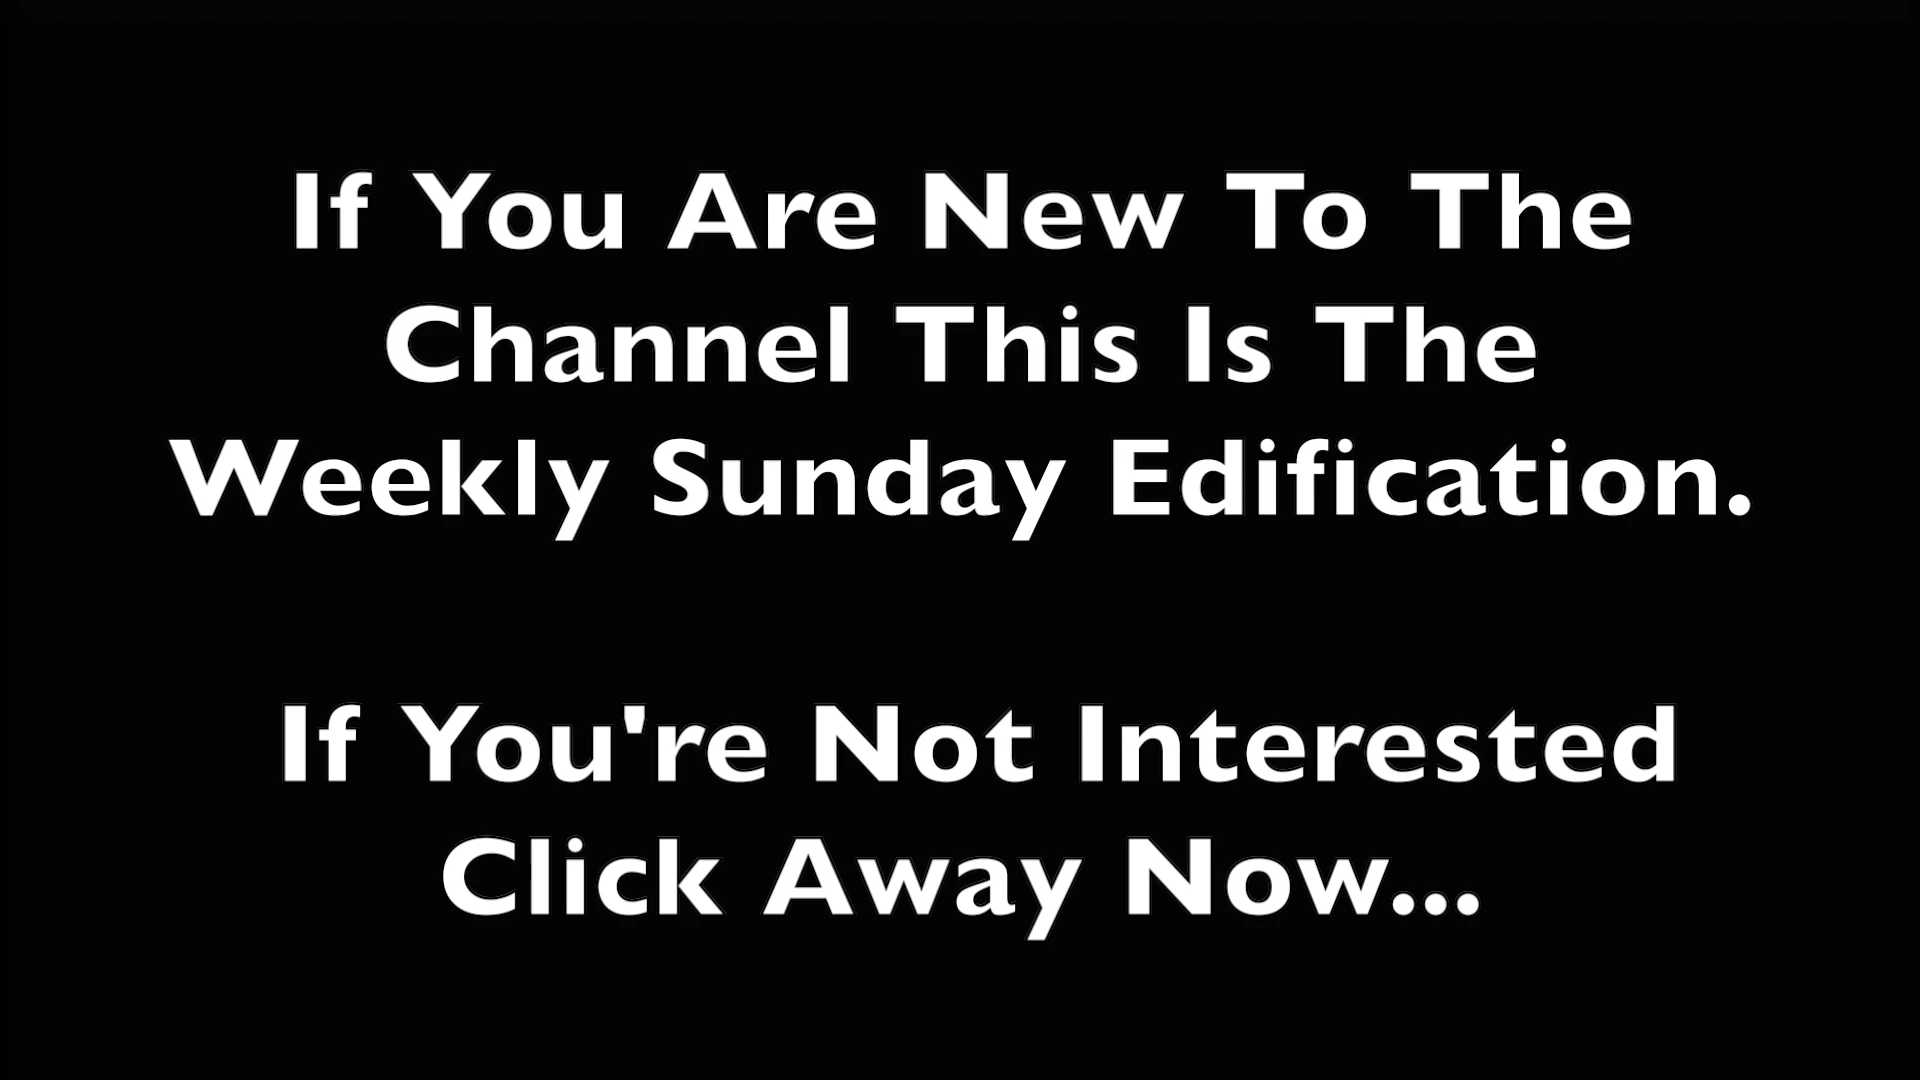 If You Are New To The
Channel This Is The
Weekly Sunday Edification.
If You're Not Interested
Click Away Now...